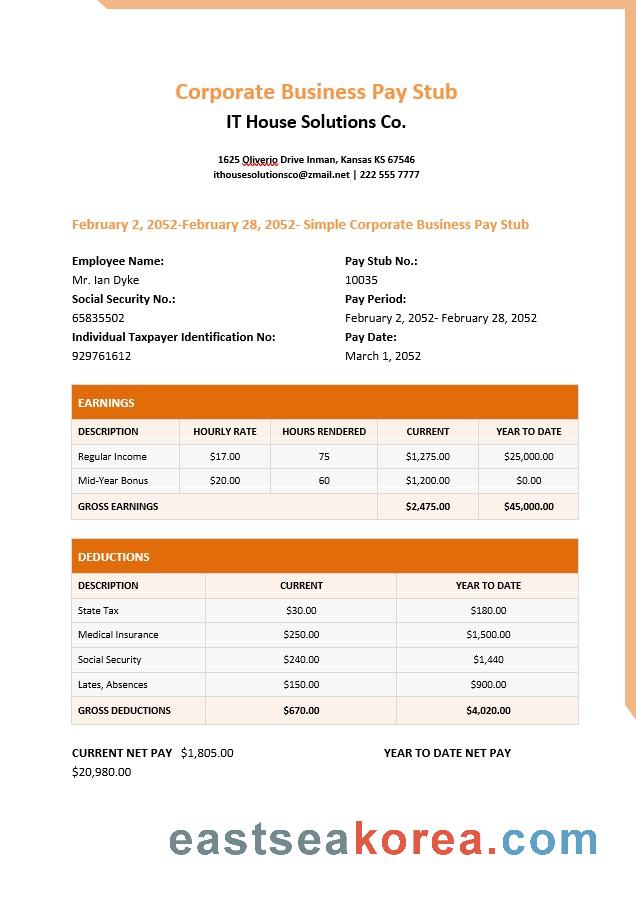 Corporate Business Pay Stub
IT House Solutions Co.
1625 Oliverio Drive Inman, Kansas KS 67546
ithousesolutionsco@zmail.net | 222 555 7777
February 2, 2052-February 28, 2052- Simple Corporate Business Pay Stub
Employee Name: Pay Stub No.:
Mr. Ian Dyke 10035
Social Security No.: Pay Period:
65835502 February 2, 2052- February 28, 2052
Individual Taxpayer Identification No: Pay Date:
929761612 March 1, 2052
EARNINGS
DESCRIPTION HOURLY RATE HOURS RENDERED CURRENT YEAR TO DATE
Regular Income $17.00 75 $1,275.00 $25,000.00
Mid-Year Bonus $20.00 60 $1,200.00 $0.00
GROSS EARNINGS $2,475.00 $45,000.00
DEDUCTIONS
DESCRIPTION CURRENT YEAR TO DATE
State Tax $30.00 $180.00
Medical Insurance $250.00 $1,500.00
Social Security $240.00 $1,440
Lates, Absences $150.00 $900.00
GROSS DEDUCTIONS $670.00 $4,020.00
CURRENT NET PAY $1,805.00 YEAR TO DATE NET PAY
$20,980.00
eastseakorea.com